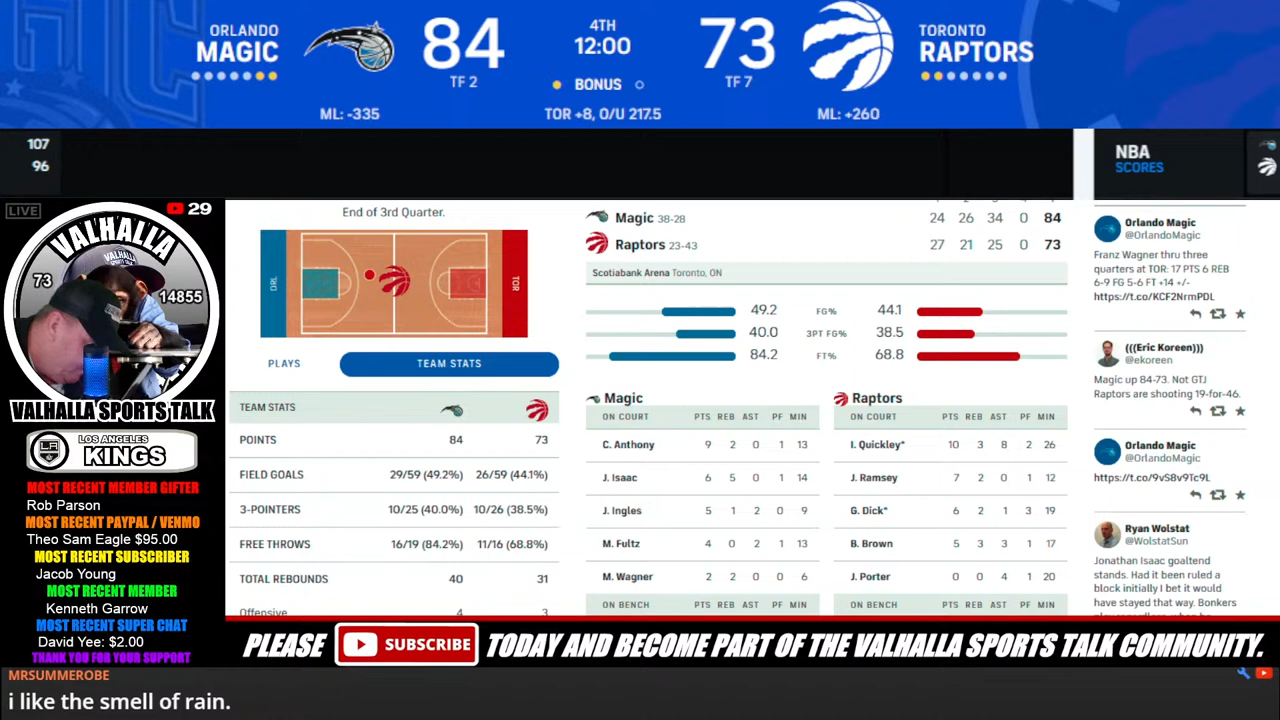 ORLANDO
MAGIC
84
TF 2
4TH
12:00
BONUS
73
TF 7
TORONTO
RAPTORS
ML: -335
TOR +8, O/U 217.5
ML: +260
107
96
NBA
SCORES
LIVE
29
VALHALLA
VALHALLA
73
14855
VALHALLA SPORTS TALK
LOS ANGELES
KINGS
MOST RECENT MEMBER GIFTER
Rob Parson
MOST RECENT PAYPAL / VENMO
Theo Sam Eagle $95.00
MOST RECENT SUBSCRIBER
Jacob Young
MOST RECENT MEMBER
Kenneth Garrow
MOST RECENT SUPER CHAT
David Yee: $2.00
THANK YOU FOR YOUR SUPPORT
End of 3rd Quarter.
ORL
TOR
PLAYS
TEAM STATS
TEAM STATS
POINTS 84 73
FIELD GOALS 29/59 (49.2%) 26/59 (44.1%)
3-POINTERS 10/25 (40.0%) 10/26 (38.5%)
FREE THROWS 16/19 (84.2%) 11/16 (68.8%)
TOTAL REBOUNDS 40 31
Offensive 4 3
Magic 38-28 24 26 34 0 84
Raptors 23-43 27 21 25 0 73
Scotiabank Arena Toronto, ON
49.2 FG% 44.1
40.0 3PT FG% 38.5
84.2 FT% 68.8
Magic
ON COURT PTS REB AST PF MIN
C. Anthony 9 2 0 1 13
J. Isaac 6 5 0 1 14
J. Ingles 5 1 2 0 9
M. Fultz 4 0 2 1 13
M. Wagner 2 2 0 0 6
ON BENCH PTS REB AST PF MIN
Raptors
ON COURT PTS REB AST PF MIN
I. Quickley* 10 3 8 2 26
J. Ramsey 7 2 0 1 12
G. Dick* 6 2 1 3 19
B. Brown 5 3 3 1 17
J. Porter 0 0 4 1 20
ON BENCH PTS REB AST PF MIN
Orlando Magic
@OrlandoMagic
Franz Wagner thru three
quarters at TOR: 17 PTS 6 REB
6-9 FG 5-6 FT +14 +/-
https://t.co/KCF2NrmPDL
(((Eric Koreen)))
@ekoreen
Magic up 84-73. Not GTJ
Raptors are shooting 19-for-46.
Orlando Magic
@OrlandoMagic
https://t.co/9vS8v9Tc9L
Ryan Wolstat
@WolstatSun
Jonathan Isaac goaltend
stands. Had it been ruled a
block initially I bet it would
have stayed that way. Bonkers
PLEASE SUBSCRIBE TODAY AND BECOME PART OF THE VALHALLA SPORTS TALK COMMUNITY.
MRSUMMEROBE
i like the smell of rain.